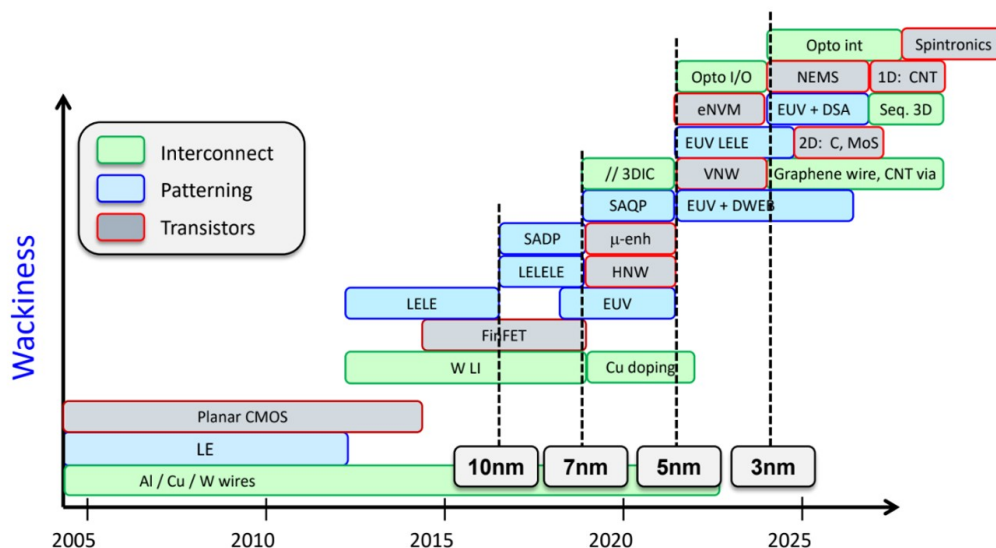 Opto int
Spintronics
Opto I/O
NEMS
1D: CNT
eNVM
EUV + DSA
Seq. 3D
Interconnect
EUV LELE
2D: C, MoS
// 3DIC
VNW
Graphene wire, CNT via
Patterning
SAQP
EUV + DWEB
Transistors
SADP
μ-enh
LELELE
HNW
LELE
EUV
FinFET
W LI
Cu doping
Wackiness
Planar CMOS
LE
10nm
7nm
5nm
3nm
Al / Cu / W wires
2005
2010
2015
2020
2025